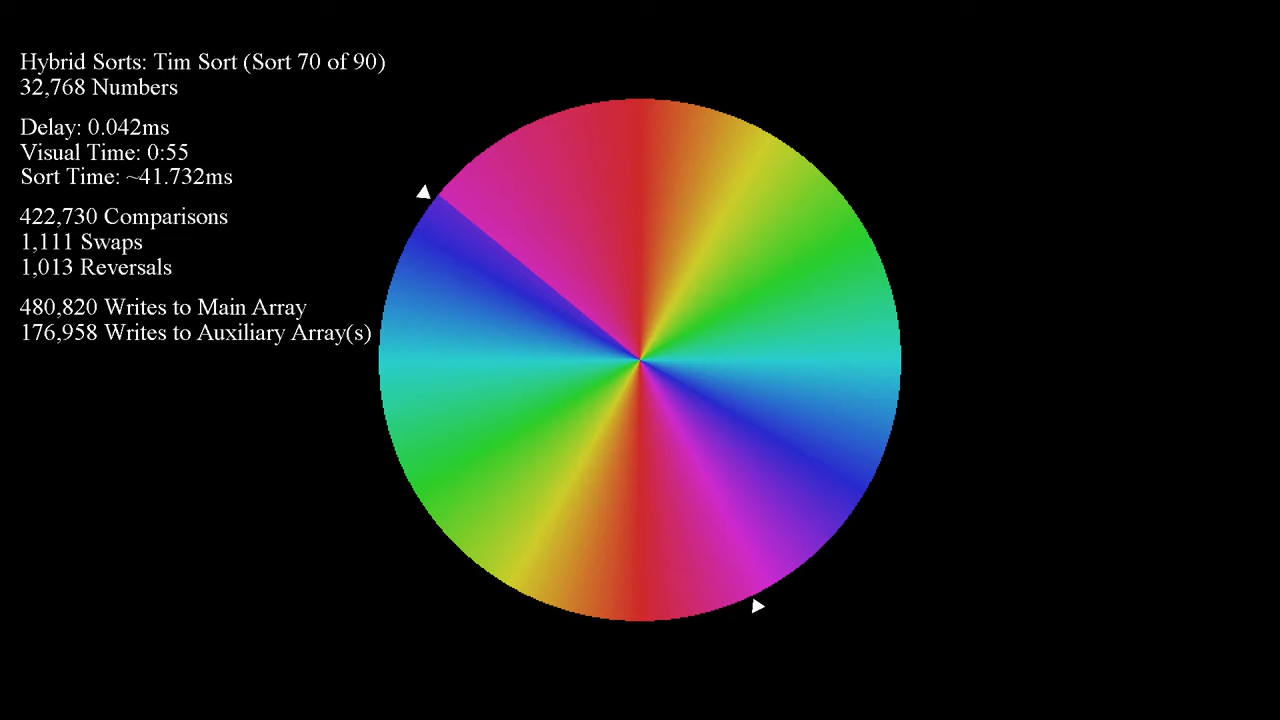 Hybrid Sorts: Tim Sort (Sort 70 of 90)
32,768 Numbers
Delay: 0.042ms
Visual Time: 0:55
Sort Time: ~41.732ms
422,730 Comparisons
1,111 Swaps
1,013 Reversals
480,820 Writes to Main Array
176,958 Writes to Auxiliary Array(s)